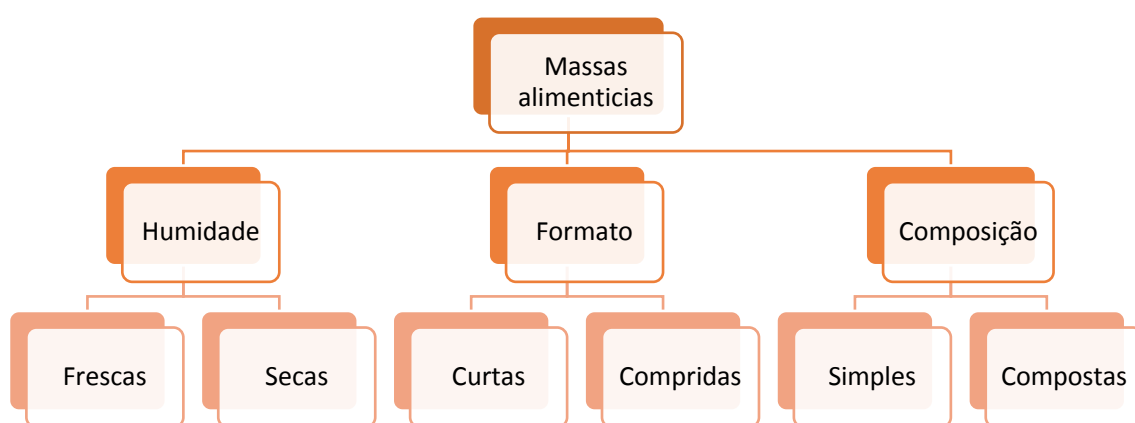 Massas
alimenticias
Humidade
Formato
Composição
Frescas
Secas
Curtas
Compridas
Simples
Compostas